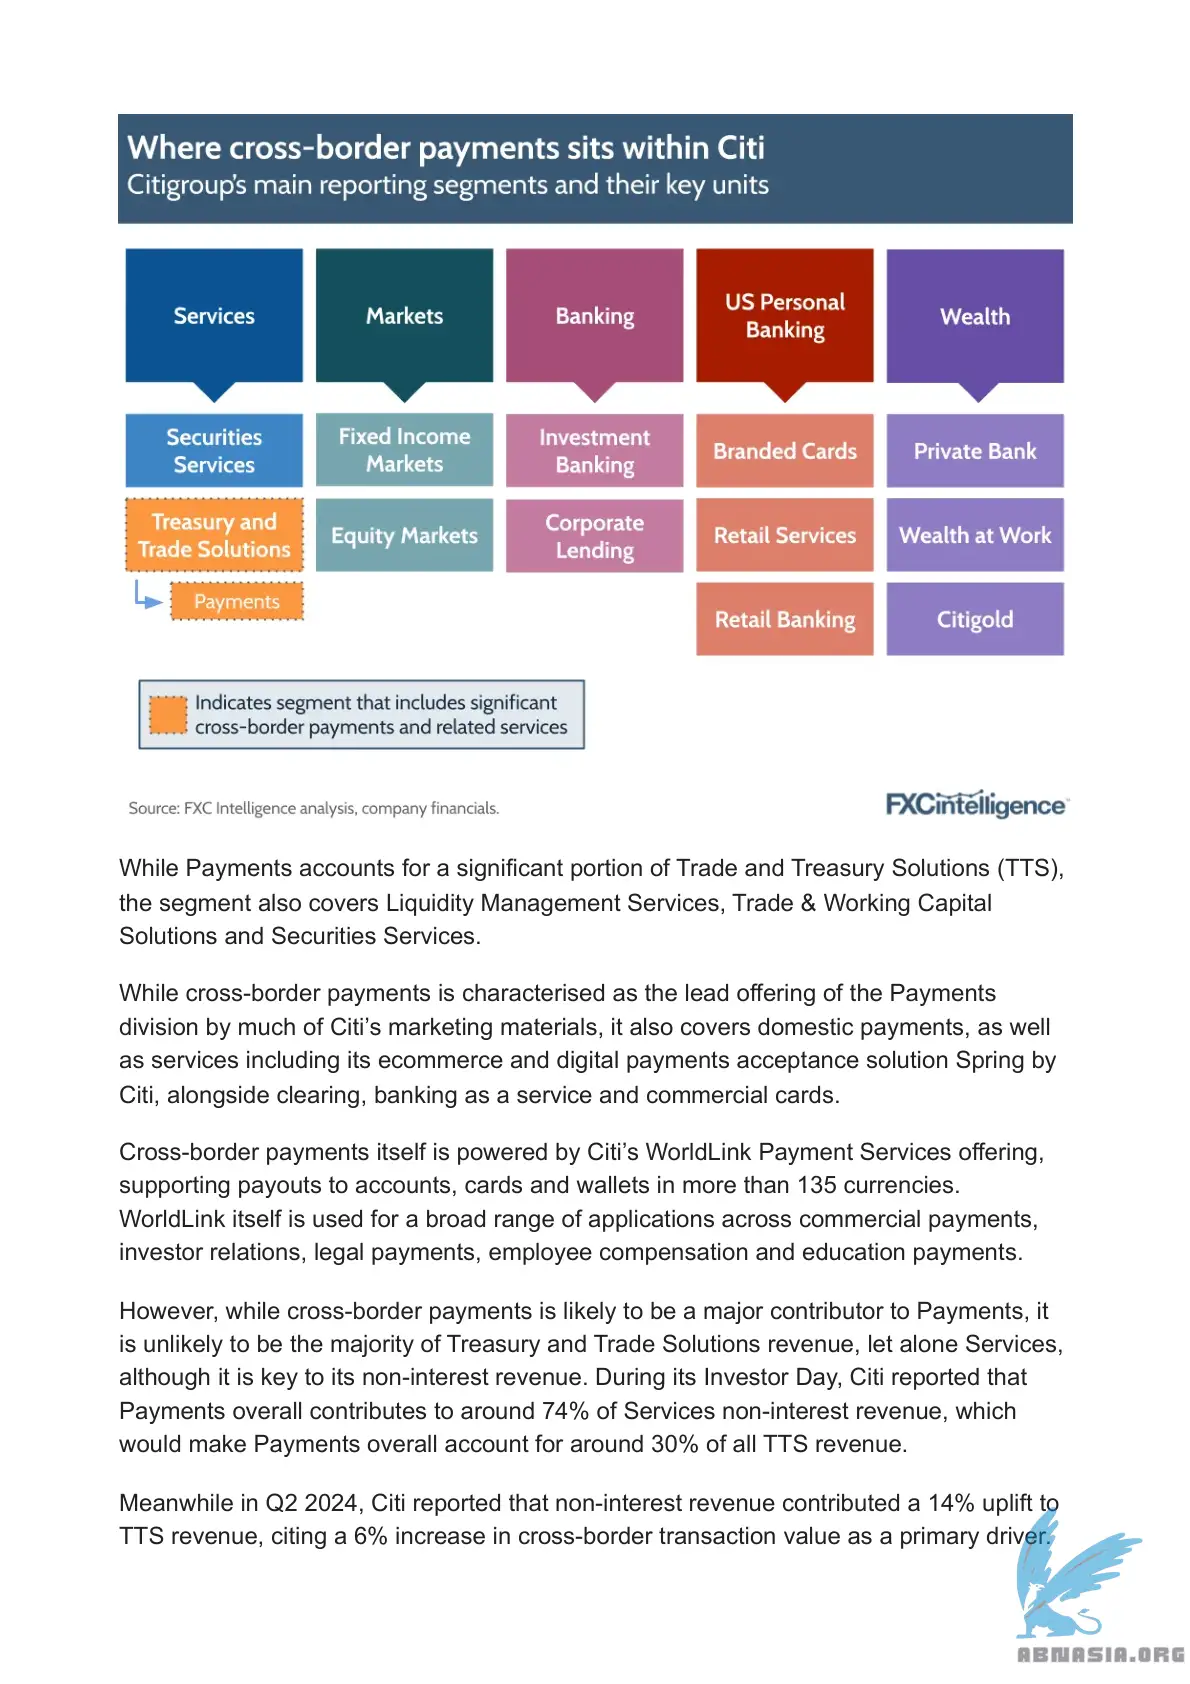 Where cross-border payments sits within Citi
Citigroup's main reporting segments and their key units
Services
Markets
Banking
US Personal
Banking
Wealth
Securities
Services
Fixed Income
Markets
Investment
Banking
Branded Cards
Private Bank
Treasury and
Trade Solutions
Equity Markets
Corporate
Lending
Retail Services
Wealth at Work
Payments
Retail Banking
Citigold
Indicates segment that includes significant
cross-border payments and related services
Source: FXC Intelligence analysis, company financials.
FXCintelligence™
While Payments accounts for a significant portion of Trade and Treasury Solutions (TTS),
the segment also covers Liquidity Management Services, Trade & Working Capital
Solutions and Securities Services.
While cross-border payments is characterised as the lead offering of the Payments
division by much of Citi’s marketing materials, it also covers domestic payments, as well
as services including its ecommerce and digital payments acceptance solution Spring by
Citi, alongside clearing, banking as a service and commercial cards.
Cross-border payments itself is powered by Citi’s WorldLink Payment Services offering,
supporting payouts to accounts, cards and wallets in more than 135 currencies.
WorldLink itself is used for a broad range of applications across commercial payments,
investor relations, legal payments, employee compensation and education payments.
However, while cross-border payments is likely to be a major contributor to Payments, it
is unlikely to be the majority of Treasury and Trade Solutions revenue, let alone Services,
although it is key to its non-interest revenue. During its Investor Day, Citi reported that
Payments overall contributes to around 74% of Services non-interest revenue, which
would make Payments overall account for around 30% of all TTS revenue.
Meanwhile in Q2 2024, Citi reported that non-interest revenue contributed a 14% uplift to
TTS revenue, citing a 6% increase in cross-border transaction value as a primary driver.
ABNASIA.ORG